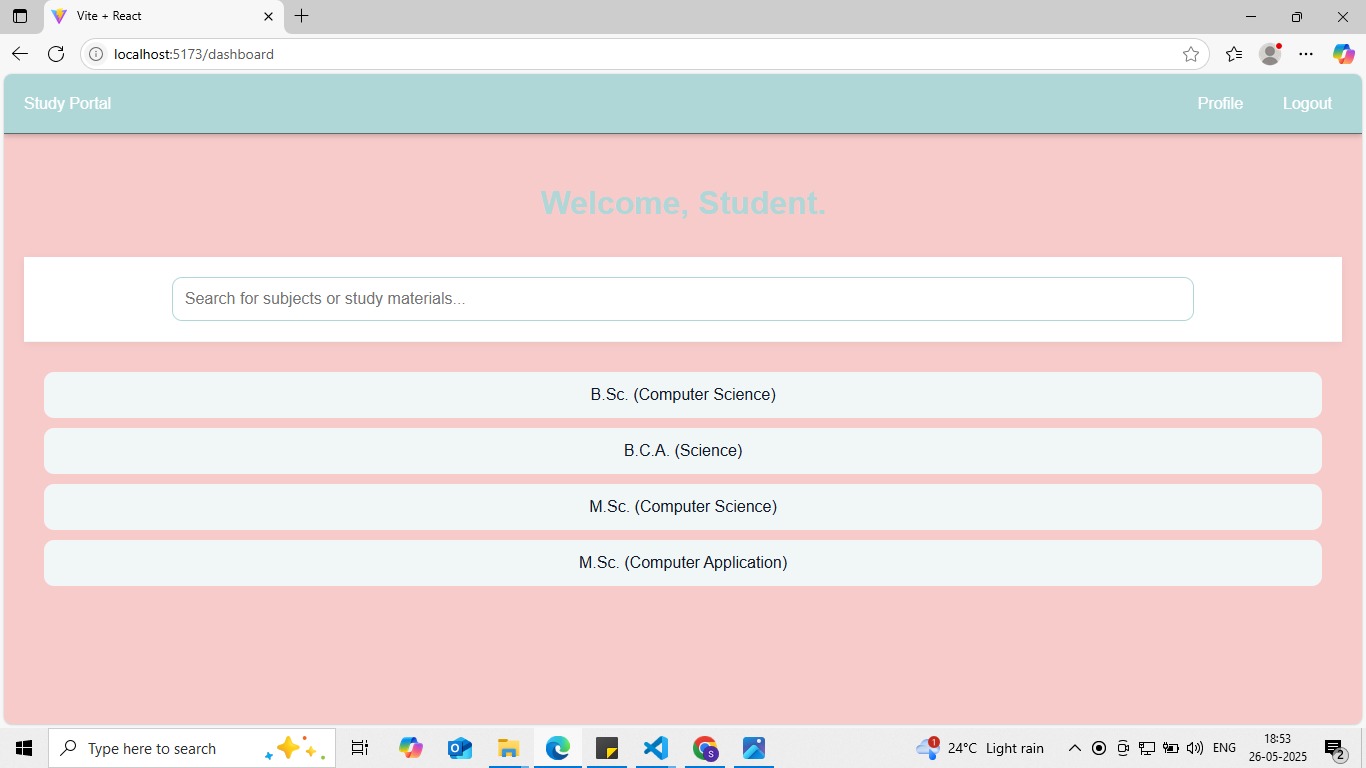 Vite + React
localhost:5173/dashboard
Study Portal
Profile
Logout
Welcome, Student.
Search for subjects or study materials...
B.Sc. (Computer Science)
B.C.A. (Science)
M.Sc. (Computer Science)
M.Sc. (Computer Application)
Type here to search
S
1
24°C Light rain
ENG
18:53
26-05-2025
2